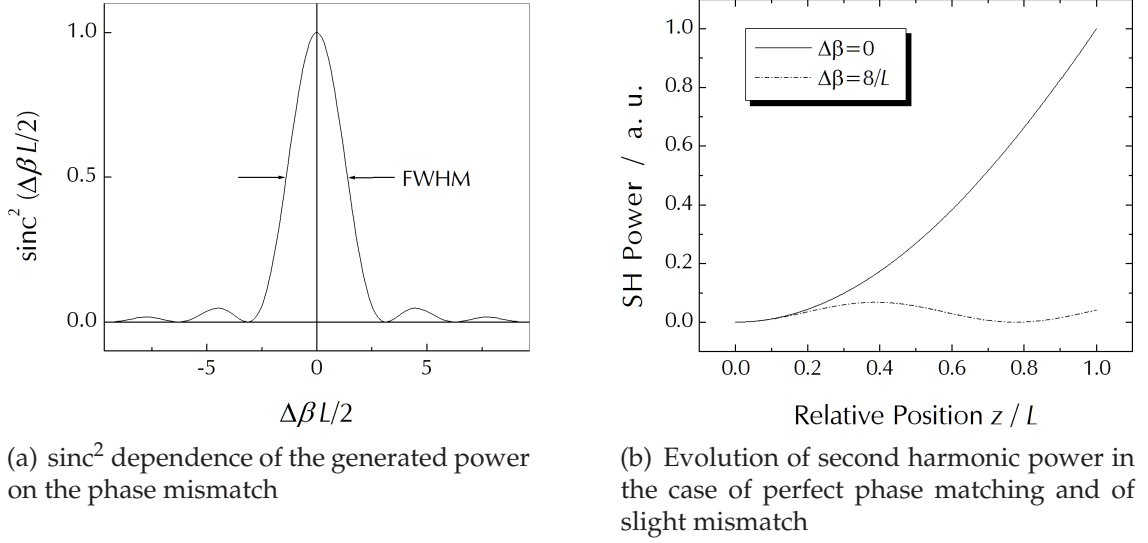 1.0
0.5
0.0
sinc² (Δβ L/2)
FWHM
-5 0 5
Δβ L/2
(a) sinc² dependence of the generated power
on the phase mismatch
1.0
0.8
0.6
0.4
0.2
0.0
SH Power / a. u.
Δβ=0
Δβ=8/L
0.0 0.2 0.4 0.6 0.8 1.0
Relative Position z / L
(b) Evolution of second harmonic power in
the case of perfect phase matching and of
slight mismatch